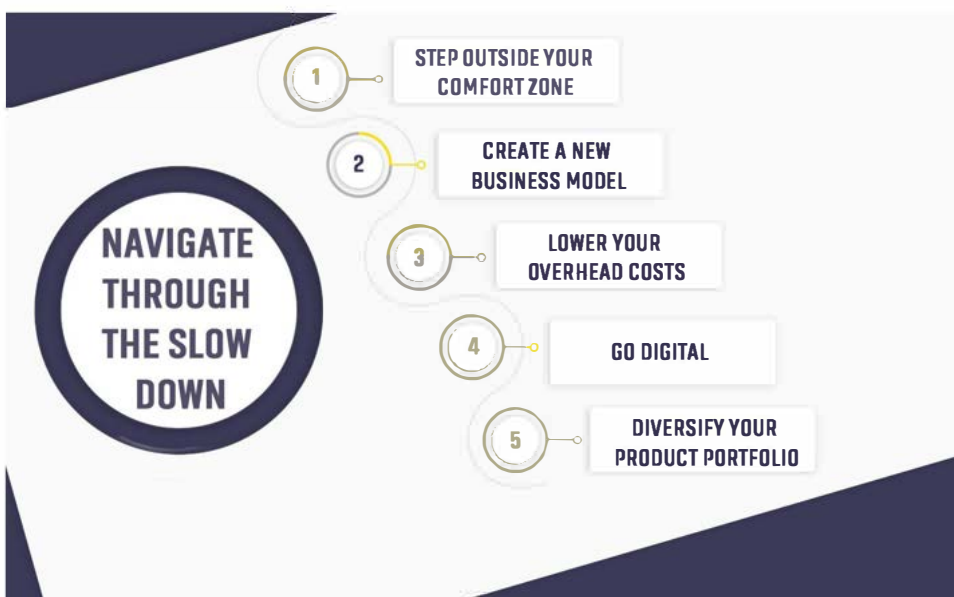 NAVIGATE
THROUGH
THE SLOW
DOWN
1
STEP OUTSIDE YOUR
COMFORT ZONE
2
CREATE A NEW
BUSINESS MODEL
3
LOWER YOUR
OVERHEAD COSTS
4
GO DIGITAL
5
DIVERSIFY YOUR
PRODUCT PORTFOLIO